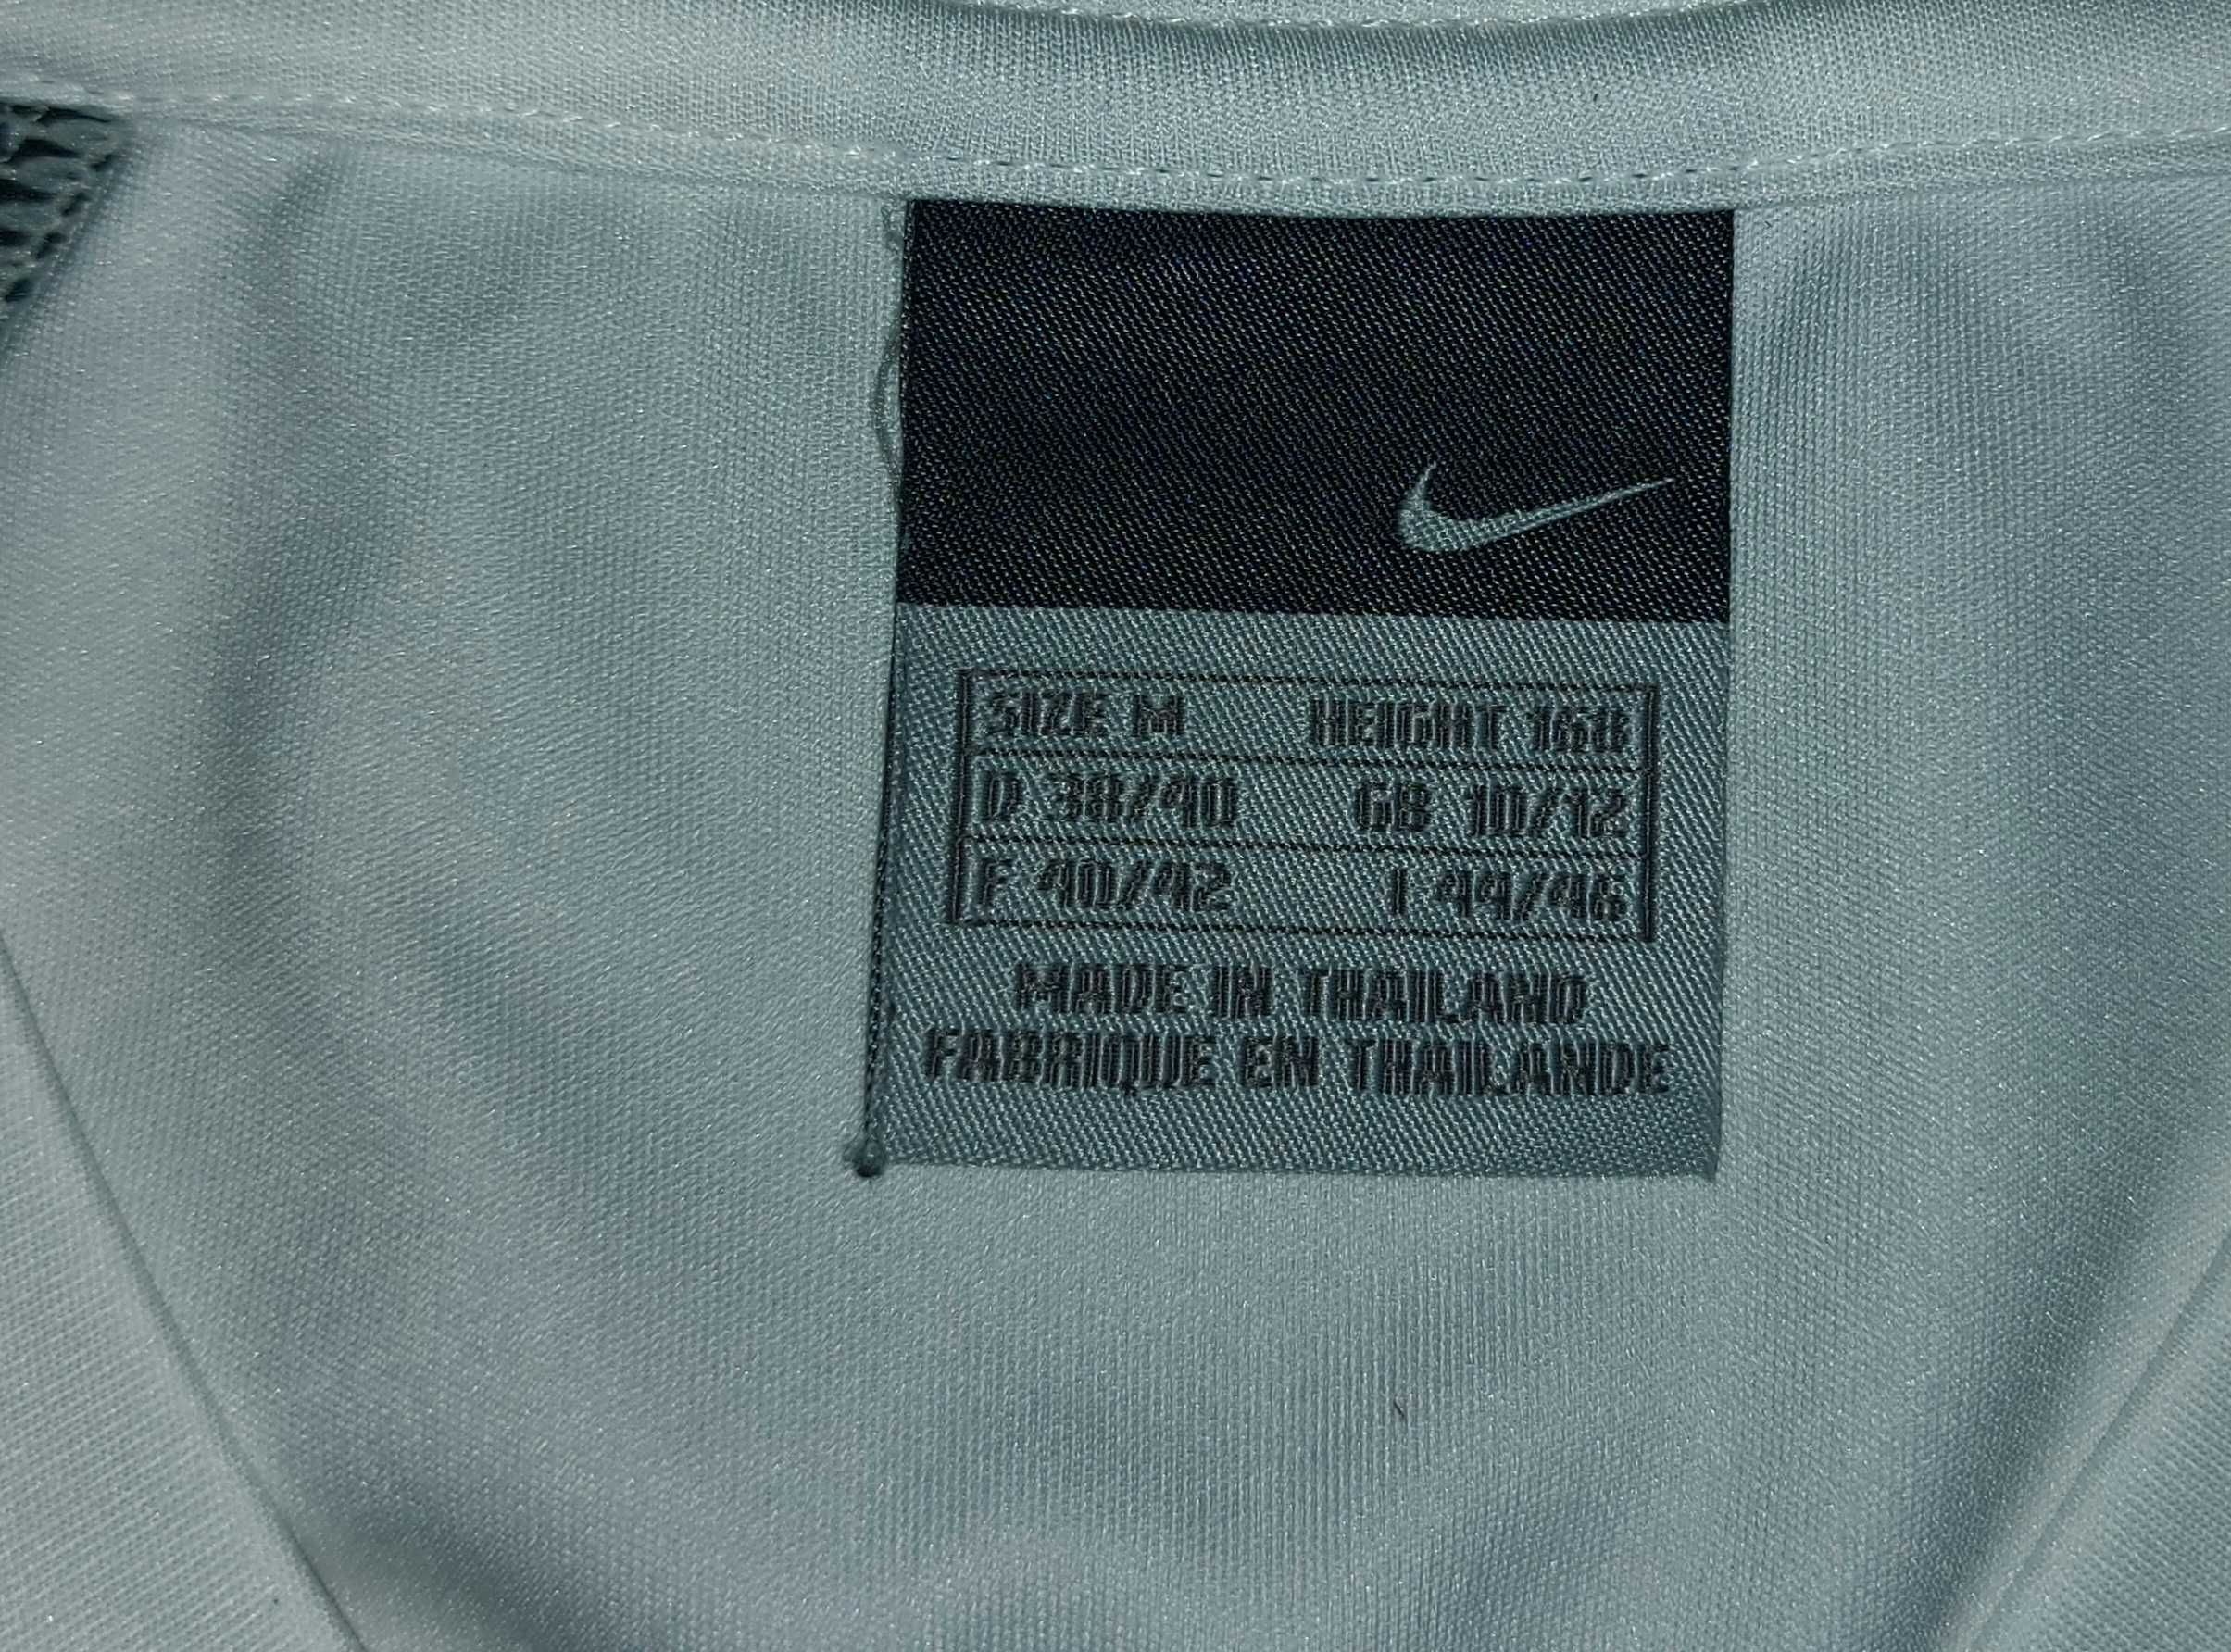 SIZE M HEIGHT 168
D 38/40 GB 10/12
F 40/42 I 44/46
MADE IN THAILAND
FABRIQUE EN THAILANDE